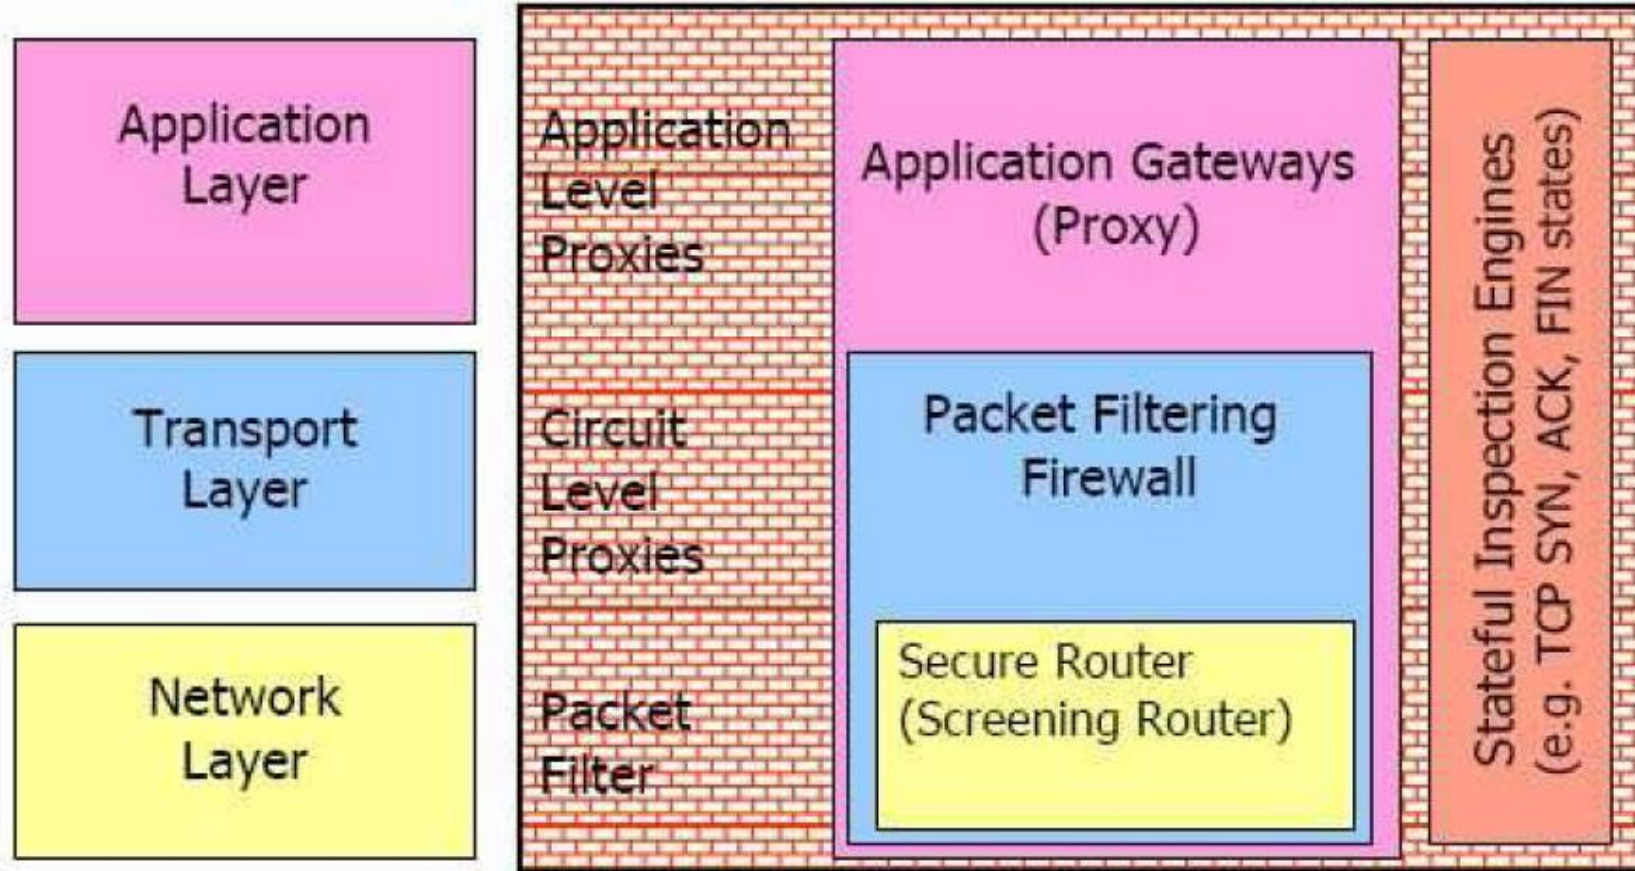 Application
Layer
Transport
Layer
Network
Layer
Application
Level
Proxies
Circuit
Level
Proxies
Packet
Filter
Application Gateways
(Proxy)
Packet Filtering
Firewall
Secure Router
(Screening Router)
Stateful Inspection Engines
(e.g. TCP SYN, ACK, FIN states)